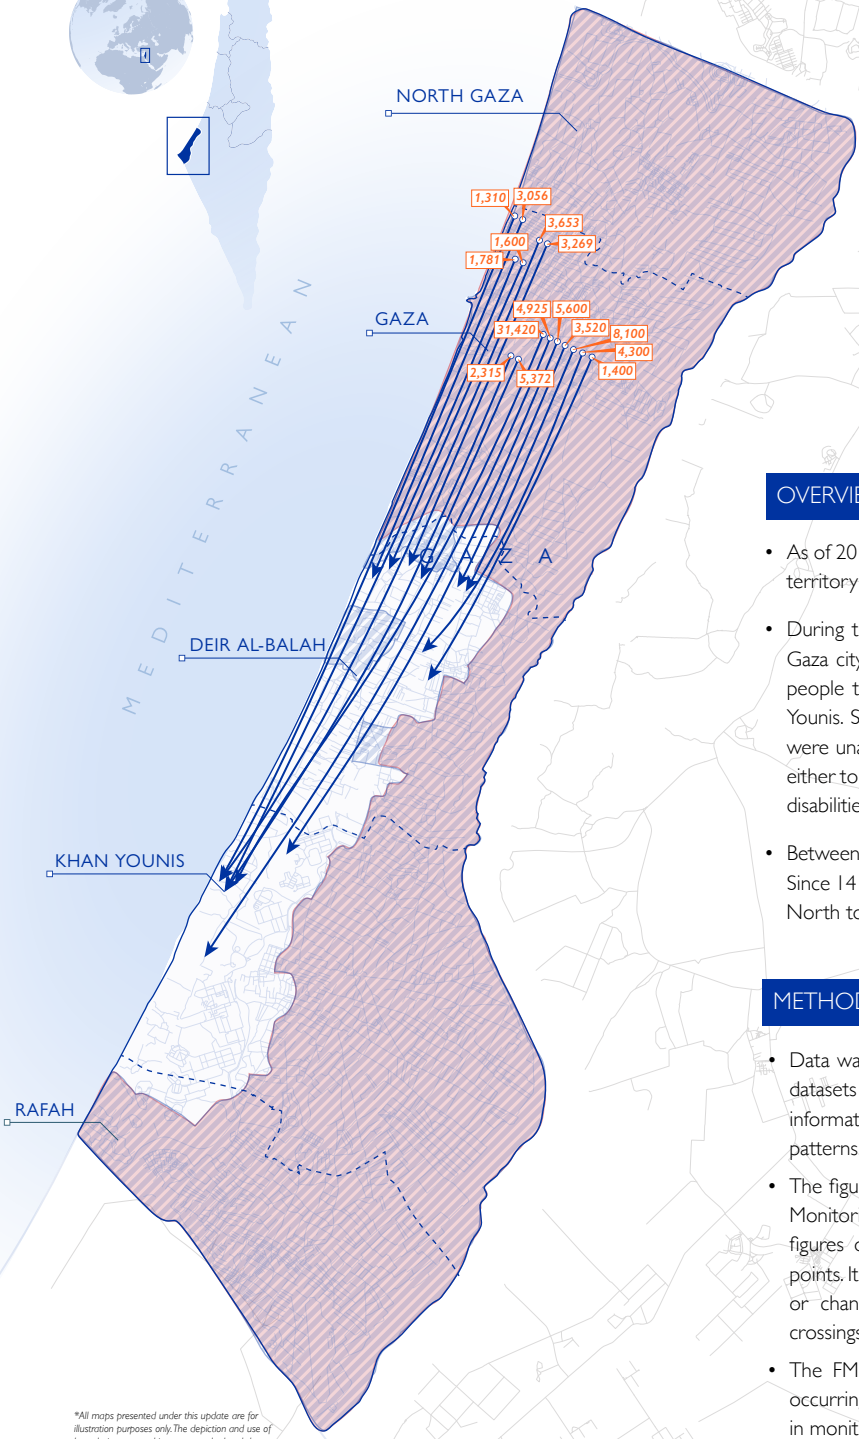 NORTH GAZA
1,310
3,056
3,653
3,269
1,600
1,781
GAZA
4,925
5,600
31,420
3,520
8,100
4,300
2,315
5,372
1,400
MEDITERRANEAN
GAZA
DEIR AL-BALAH
KHAN YOUNIS
RAFAH
*All maps presented under this update are for
illustration purposes only. The depiction and use of
OVERVIE
• As of 20
territory
• During t
Gaza city
people t
Younis. S
were una
either to
disabilitie
• Between
Since 14
North to
METHOD
• Data wa
datasets
informat
patterns
• The figu
Monitor
figures o
points. It
or chan
crossings
• The FM
occurrin
in monit